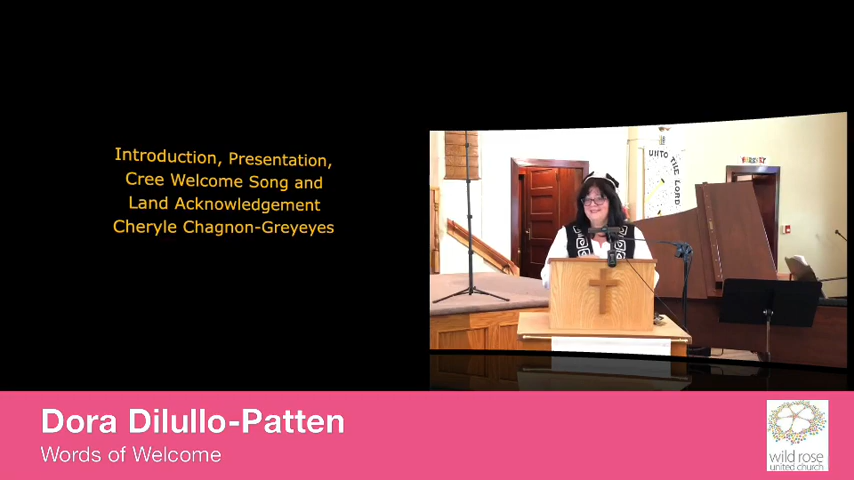 Introduction, Presentation,
Cree Welcome Song and
Land Acknowledgement
Cheryle Chagnon-Greyeyes
UNTO
THE
LORD
Dora Dilullo-Patten
Words of Welcome
wild rose
united church